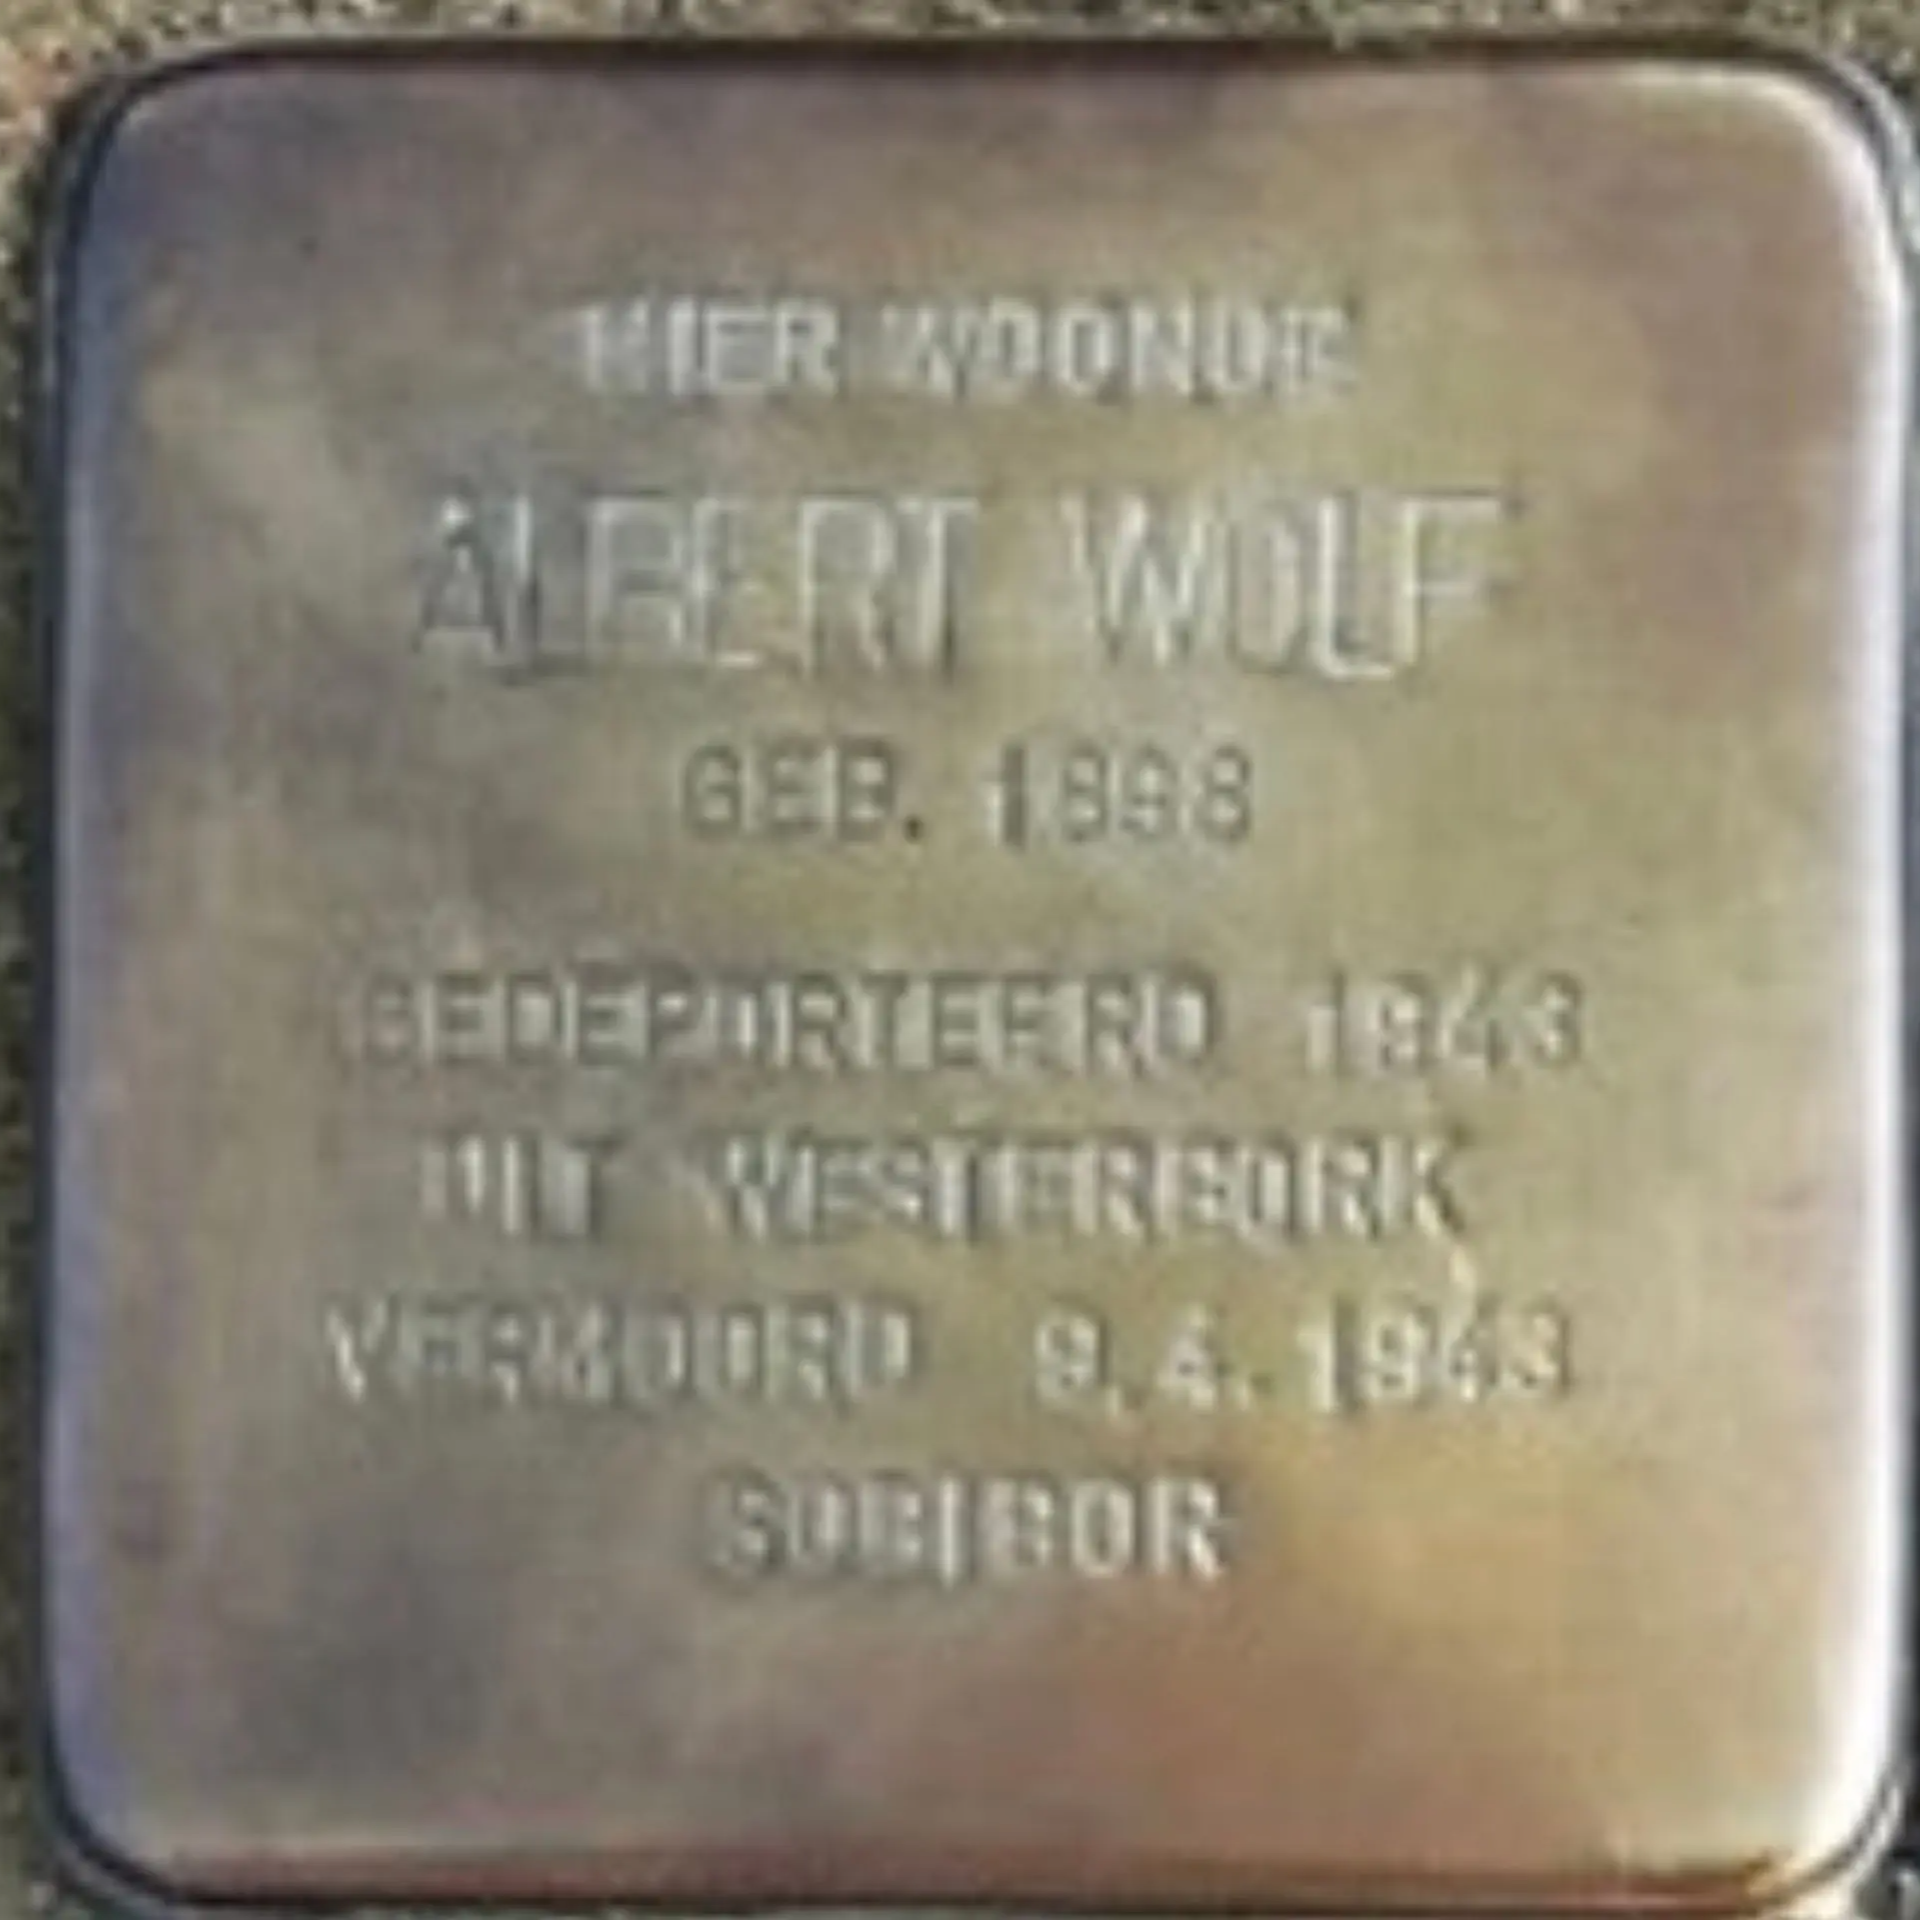 HIER WOONDE
ALBERT WOLF
GEB. 1898
GEDEPORTEERD 1943
UIT WESTERBORK
VERMOORD 9.4.1943
SOBIBOR